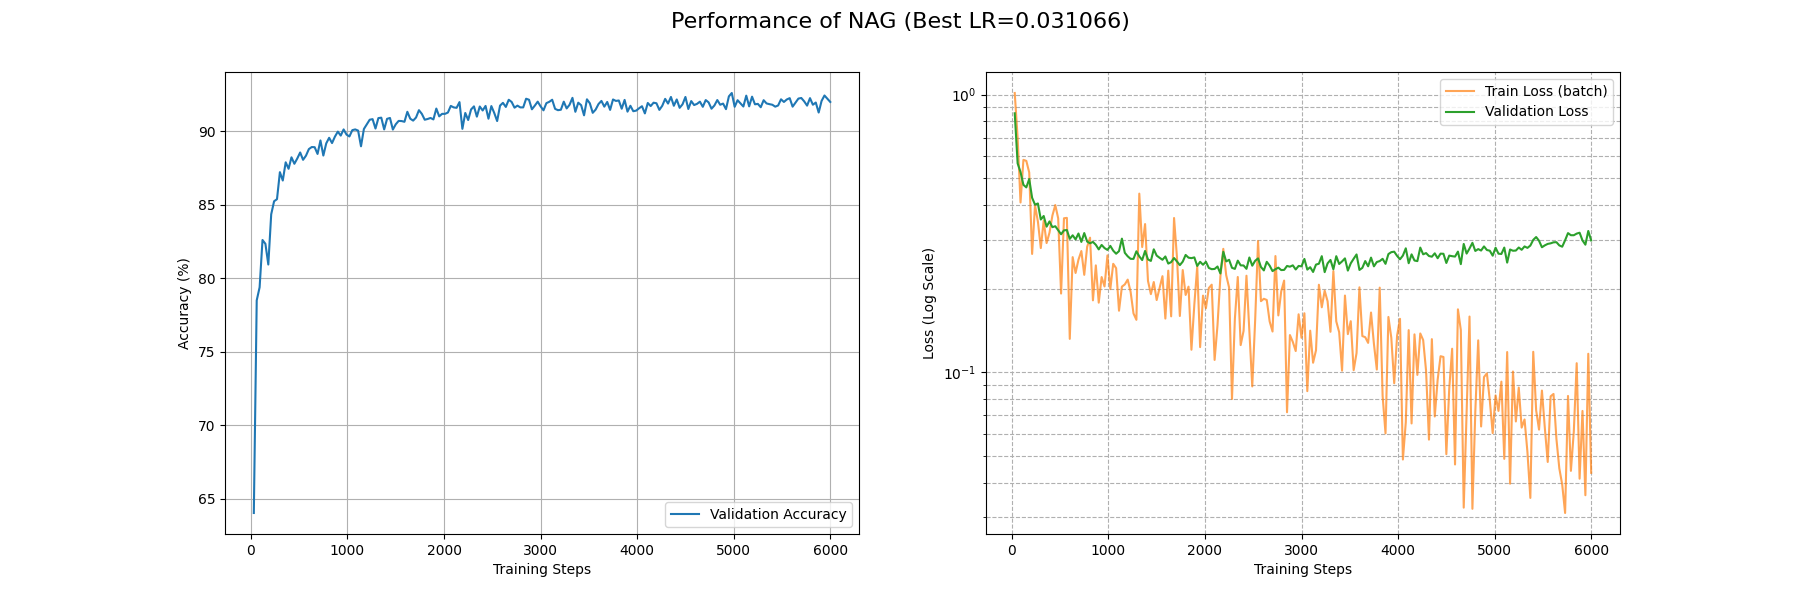 Performance of NAG (Best LR=0.031066)
Accuracy (%)
90
85
80
75
70
65
Validation Accuracy
0 1000 2000 3000 4000 5000 6000
Training Steps
Loss (Log Scale)
10⁰
10⁻¹
Train Loss (batch)
Validation Loss
0 1000 2000 3000 4000 5000 6000
Training Steps